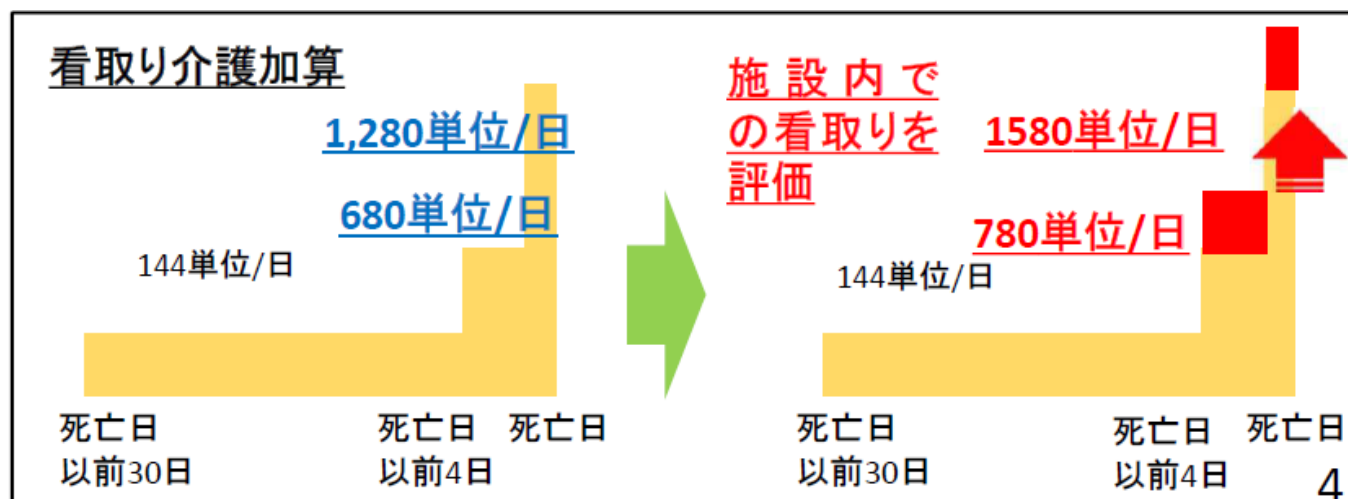 看取り介護加算
1,280単位/日
680単位/日
144単位/日
死亡日
以前30日
死亡日
以前4日
死亡日
施設内で
の看取りを
評価
1580単位/日
780単位/日
144単位/日
死亡日
以前30日
死亡日
以前4日
死亡日
4